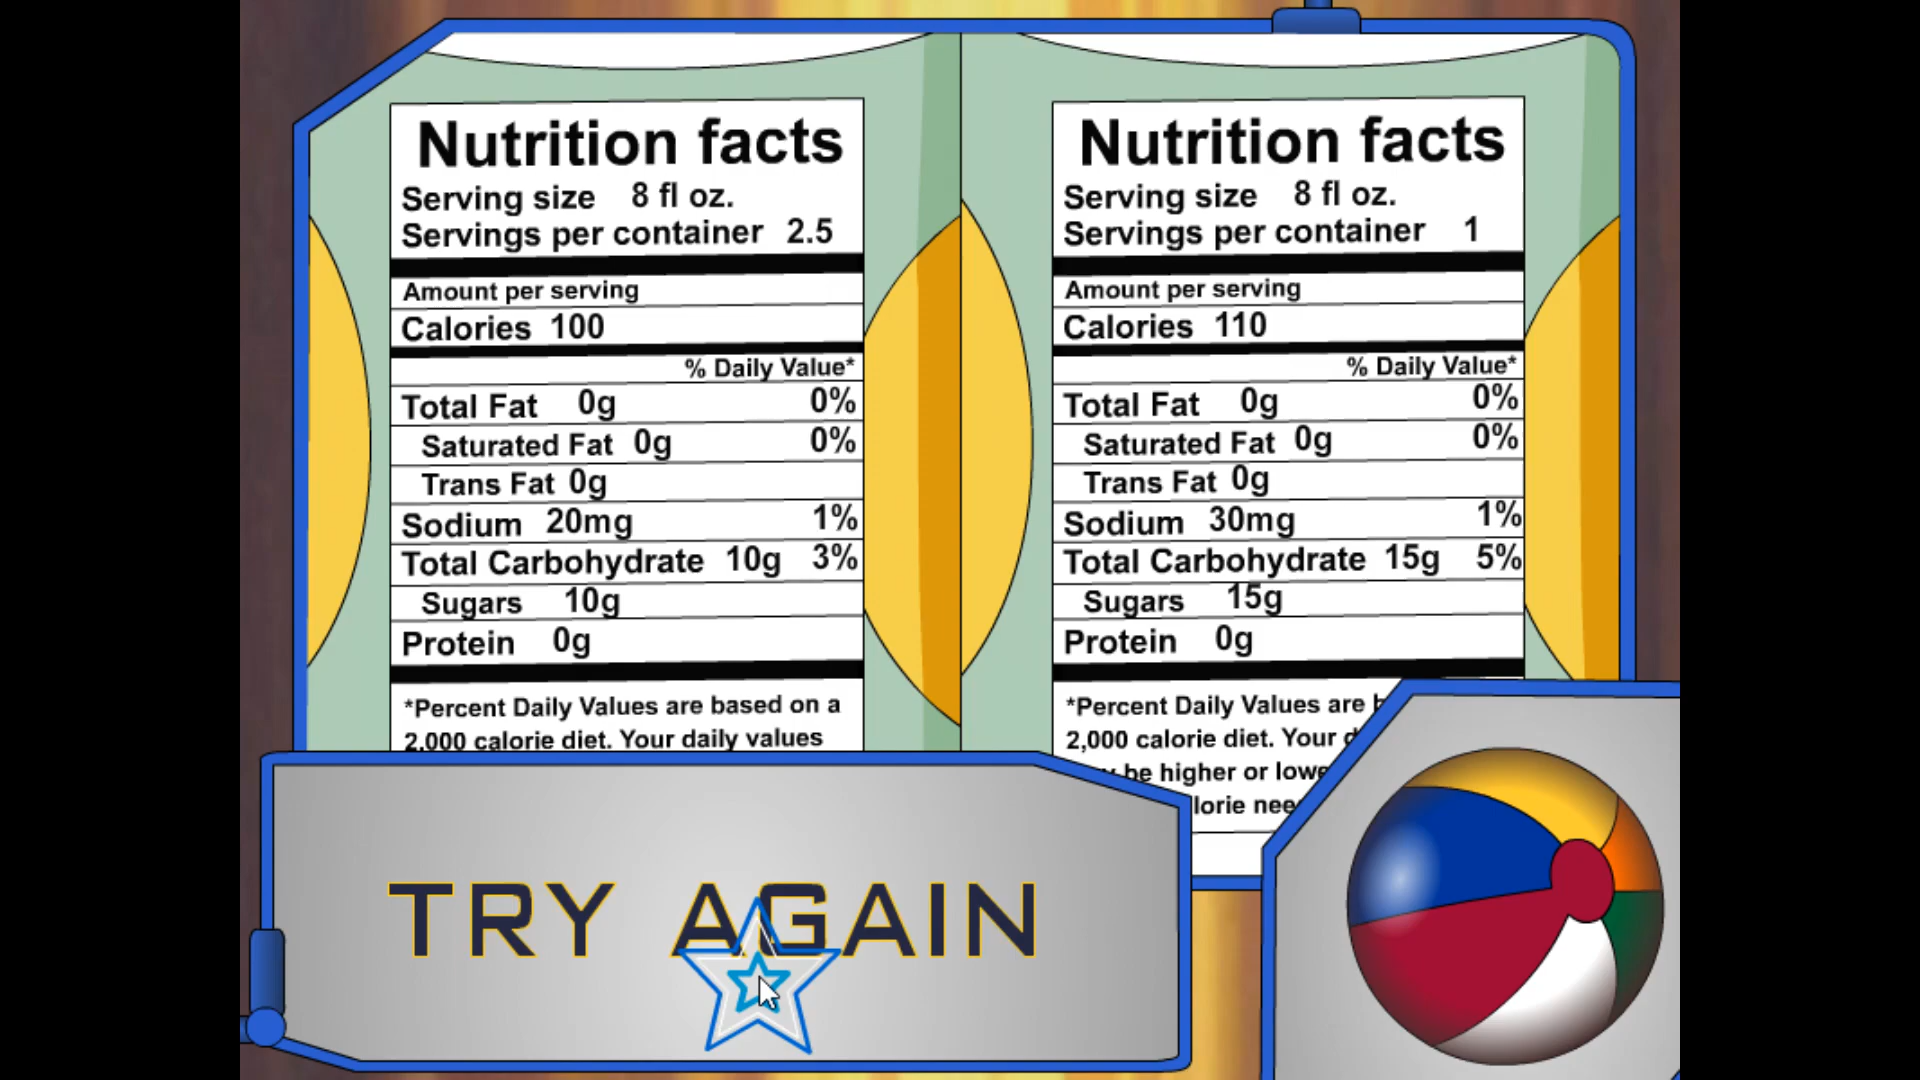 Nutrition facts
Serving size 8 fl oz.
Servings per container 2.5
Amount per serving
Calories 100
% Daily Value*
Total Fat 0g 0%
Saturated Fat 0g 0%
Trans Fat 0g
Sodium 20mg 1%
Total Carbohydrate 10g 3%
Sugars 10g
Protein 0g
*Percent Daily Values are based on a
2,000 calorie diet. Your daily values
Nutrition facts
Serving size 8 fl oz.
Servings per container 1
Amount per serving
Calories 110
% Daily Value*
Total Fat 0g 0%
Saturated Fat 0g 0%
Trans Fat 0g
Sodium 30mg 1%
Total Carbohydrate 15g 5%
Sugars 15g
Protein 0g
*Percent Daily Values are
2,000 calorie diet. Your
be higher or
TRY AGAIN